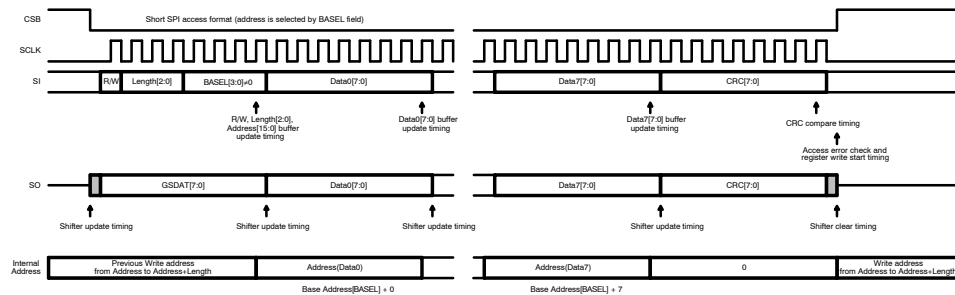 CSB
Short SPI access format (address is selected by BASEL field)
SCLK
SI
R/W
Length[2:0]
BASEL[3:0]≠0
Data0[7:0]
Data7[7:0]
CRC[7:0]
R/W, Length[2:0],
Address[15:0] buffer
update timing
Data0[7:0] buffer
update timing
Data7[7:0] buffer
update timing
CRC compare timing
Access error check and
register write start timing
SO
GSDAT[7:0]
Data0[7:0]
Data7[7:0]
CRC[7:0]
Shifter update timing
Shifter update timing
Shifter update timing
Shifter update timing
Shifter clear timing
Internal
Address
Previous Write address
from Address to Address+Length
Address(Data0)
Address(Data7)
0
Write address
from Address to Address+Length
Base Address[BASEL] + 0
Base Address[BASEL] + 7